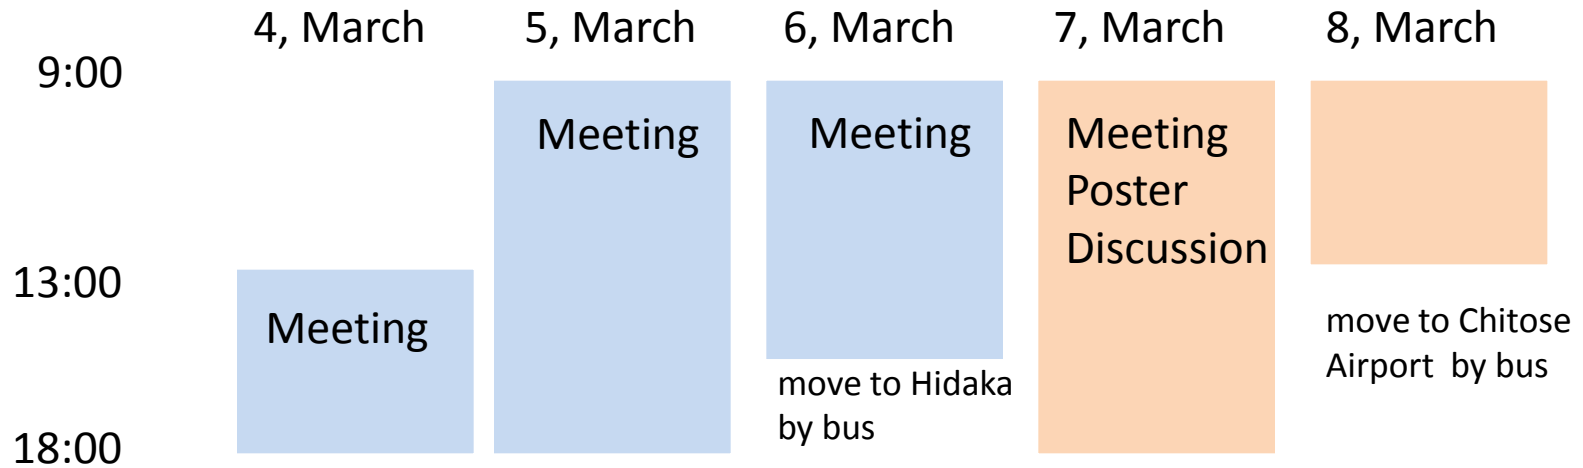 4, March
5, March
6, March
7, March
8, March
9:00
Meeting
Meeting
Meeting
Poster
Discussion
13:00
Meeting
move to Hidaka
by bus
move to Chitose
Airport  by bus
18:00